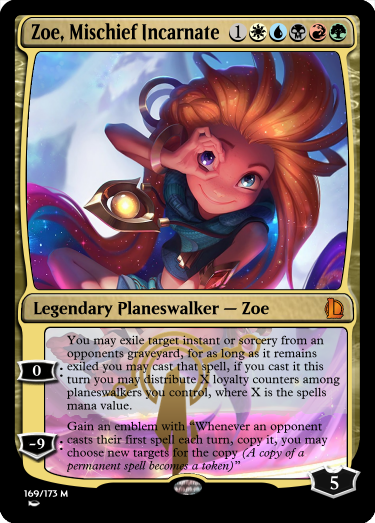 Zoe, Mischief Incarnate 1
Legendary Planeswalker — Zoe
You may exile target instant or sorcery from an
opponents graveyard, for as long as it remains
exiled you may cast that spell, if you cast it this
0: turn you may distribute X loyalty counters among
planeswalkers you control, where X is the spells
mana value.
Gain an emblem with “Whenever an opponent
-9: casts their first spell each turn, copy it, you may
choose new targets for the copy (A copy of a
permanent spell becomes a token)”
5
169/173 M